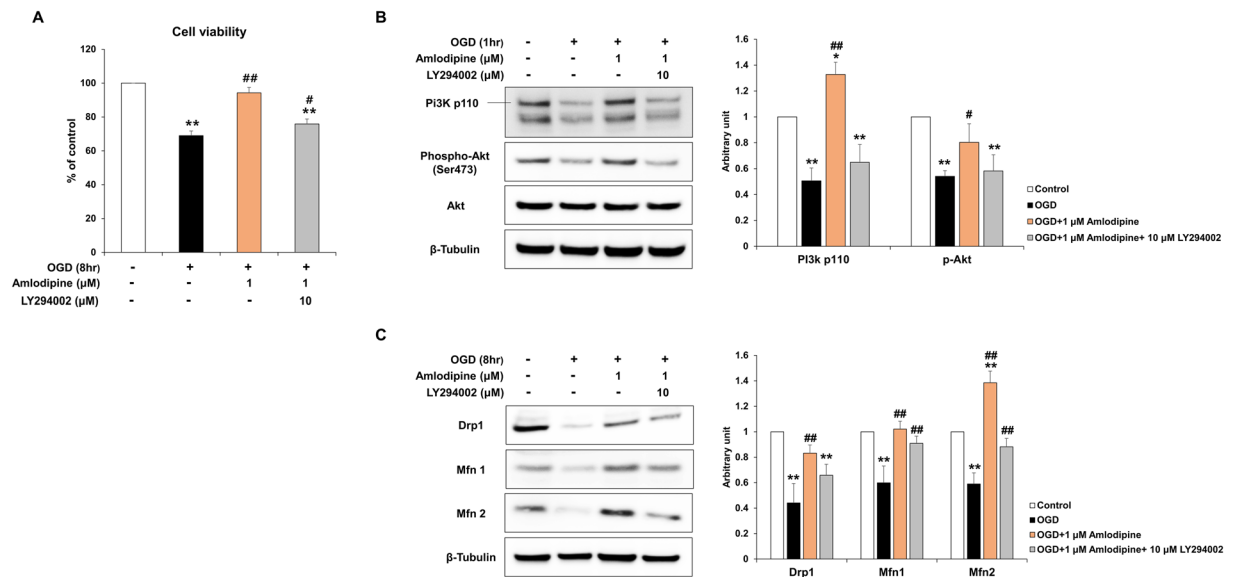 A
Cell viability
% of control
120
100
80
60
40
20
0
**
##
#
**
OGD (8hr) - + + +
Amlodipine (μM) - - 1 1
LY294002 (μM) - - - 10
B
OGD (1hr) - + + +
Amlodipine (μM) - - 1 1
LY294002 (μM) - - - 10
Pi3K p110
Phospho-Akt
(Ser473)
Akt
β-Tubulin
Arbitrary unit
1.6
1.4
1.2
1
0.8
0.6
0.4
0.2
0
**
##
*
**
**
#
**
PI3k p110 p-Akt
Control
OGD
OGD+1 μM Amlodipine
OGD+1 μM Amlodipine+ 10 μM LY294002
C
OGD (8hr) - + + +
Amlodipine (μM) - - 1 1
LY294002 (μM) - - - 10
Drp1
Mfn 1
Mfn 2
β-Tubulin
Arbitrary unit
1.6
1.4
1.2
1
0.8
0.6
0.4
0.2
0
**
##
**
**
##
##
**
##
**
##
Drp1 Mfn1 Mfn2
Control
OGD
OGD+1 μM Amlodipine
OGD+1 μM Amlodipine+ 10 μM LY294002